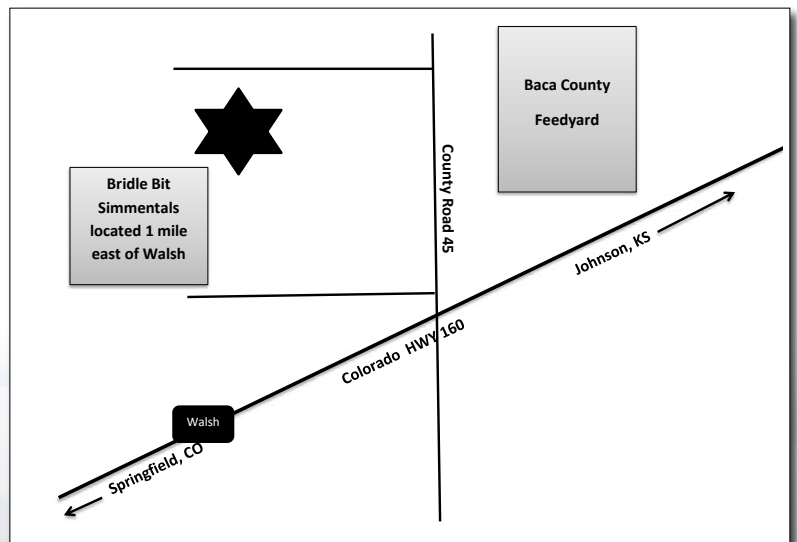 Baca County
Feedyard
County Road 45
Bridle Bit
Simmentals
located 1 mile
east of Walsh
Johnson, KS
Colorado HWY 160
Walsh
Springfield, CO